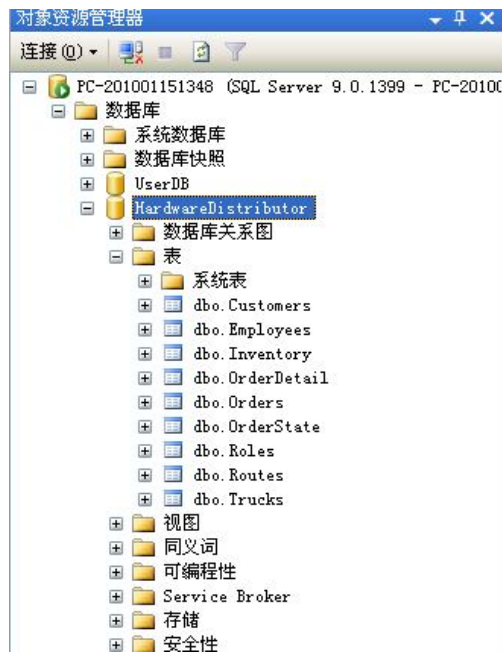 对象资源管理器
连接(O)
PC-201001151348 (SQL Server 9.0.1399 - PC-20100
数据库
系统数据库
数据库快照
UserDB
HardwareDistributor
数据库关系图
表
系统表
dbo.Customers
dbo.Employees
dbo.Inventory
dbo.OrderDetail
dbo.Orders
dbo.OrderState
dbo.Roles
dbo.Routes
dbo.Trucks
视图
同义词
可编程性
Service Broker
存储
安全性